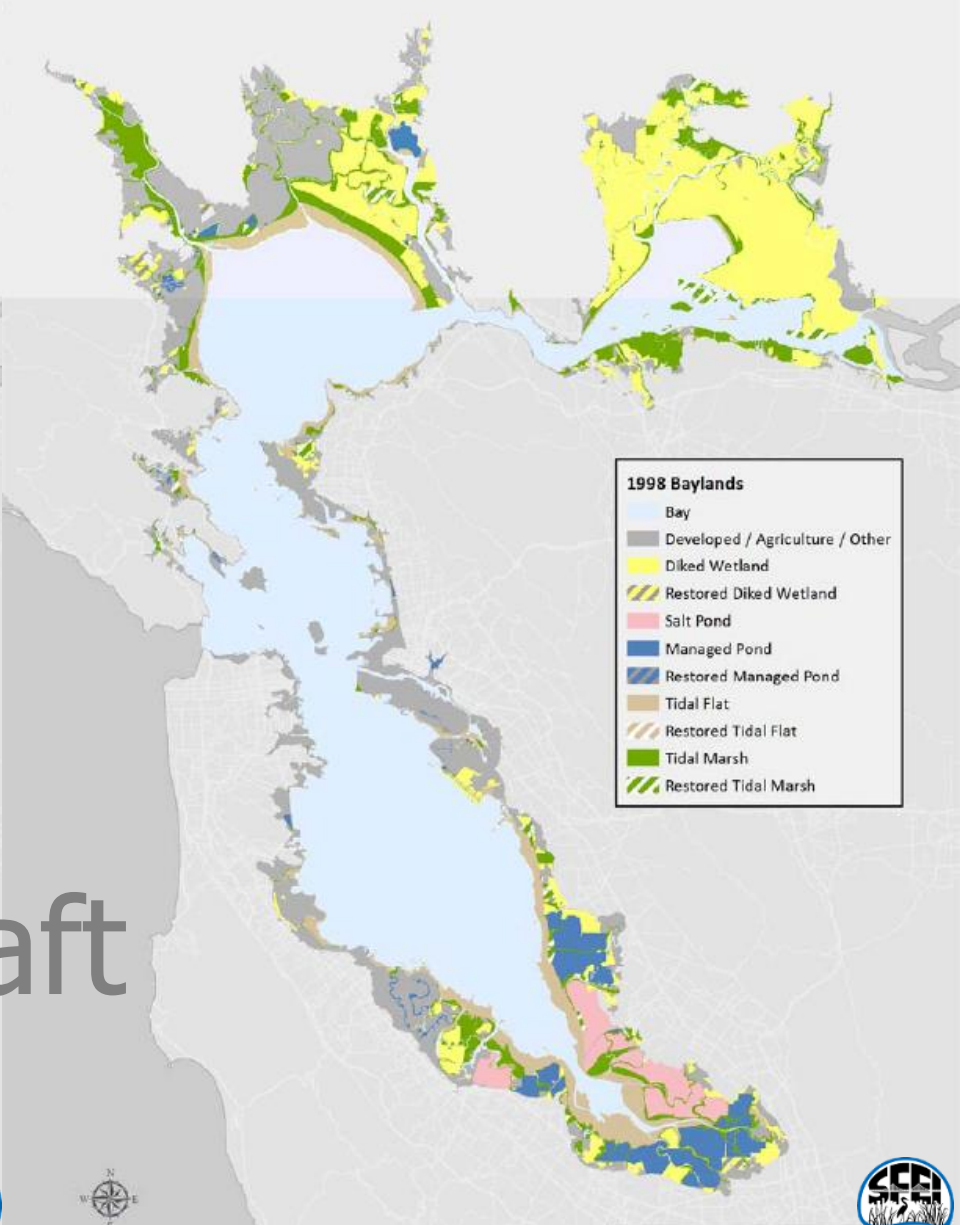 1998 Baylands
Bay
Developed / Agriculture / Other
Diked Wetland
Restored Diked Wetland
Salt Pond
Managed Pond
Restored Managed Pond
Tidal Flat
Restored Tidal Flat
Tidal Marsh
Restored Tidal Marsh
aft
N
W E
SFEI